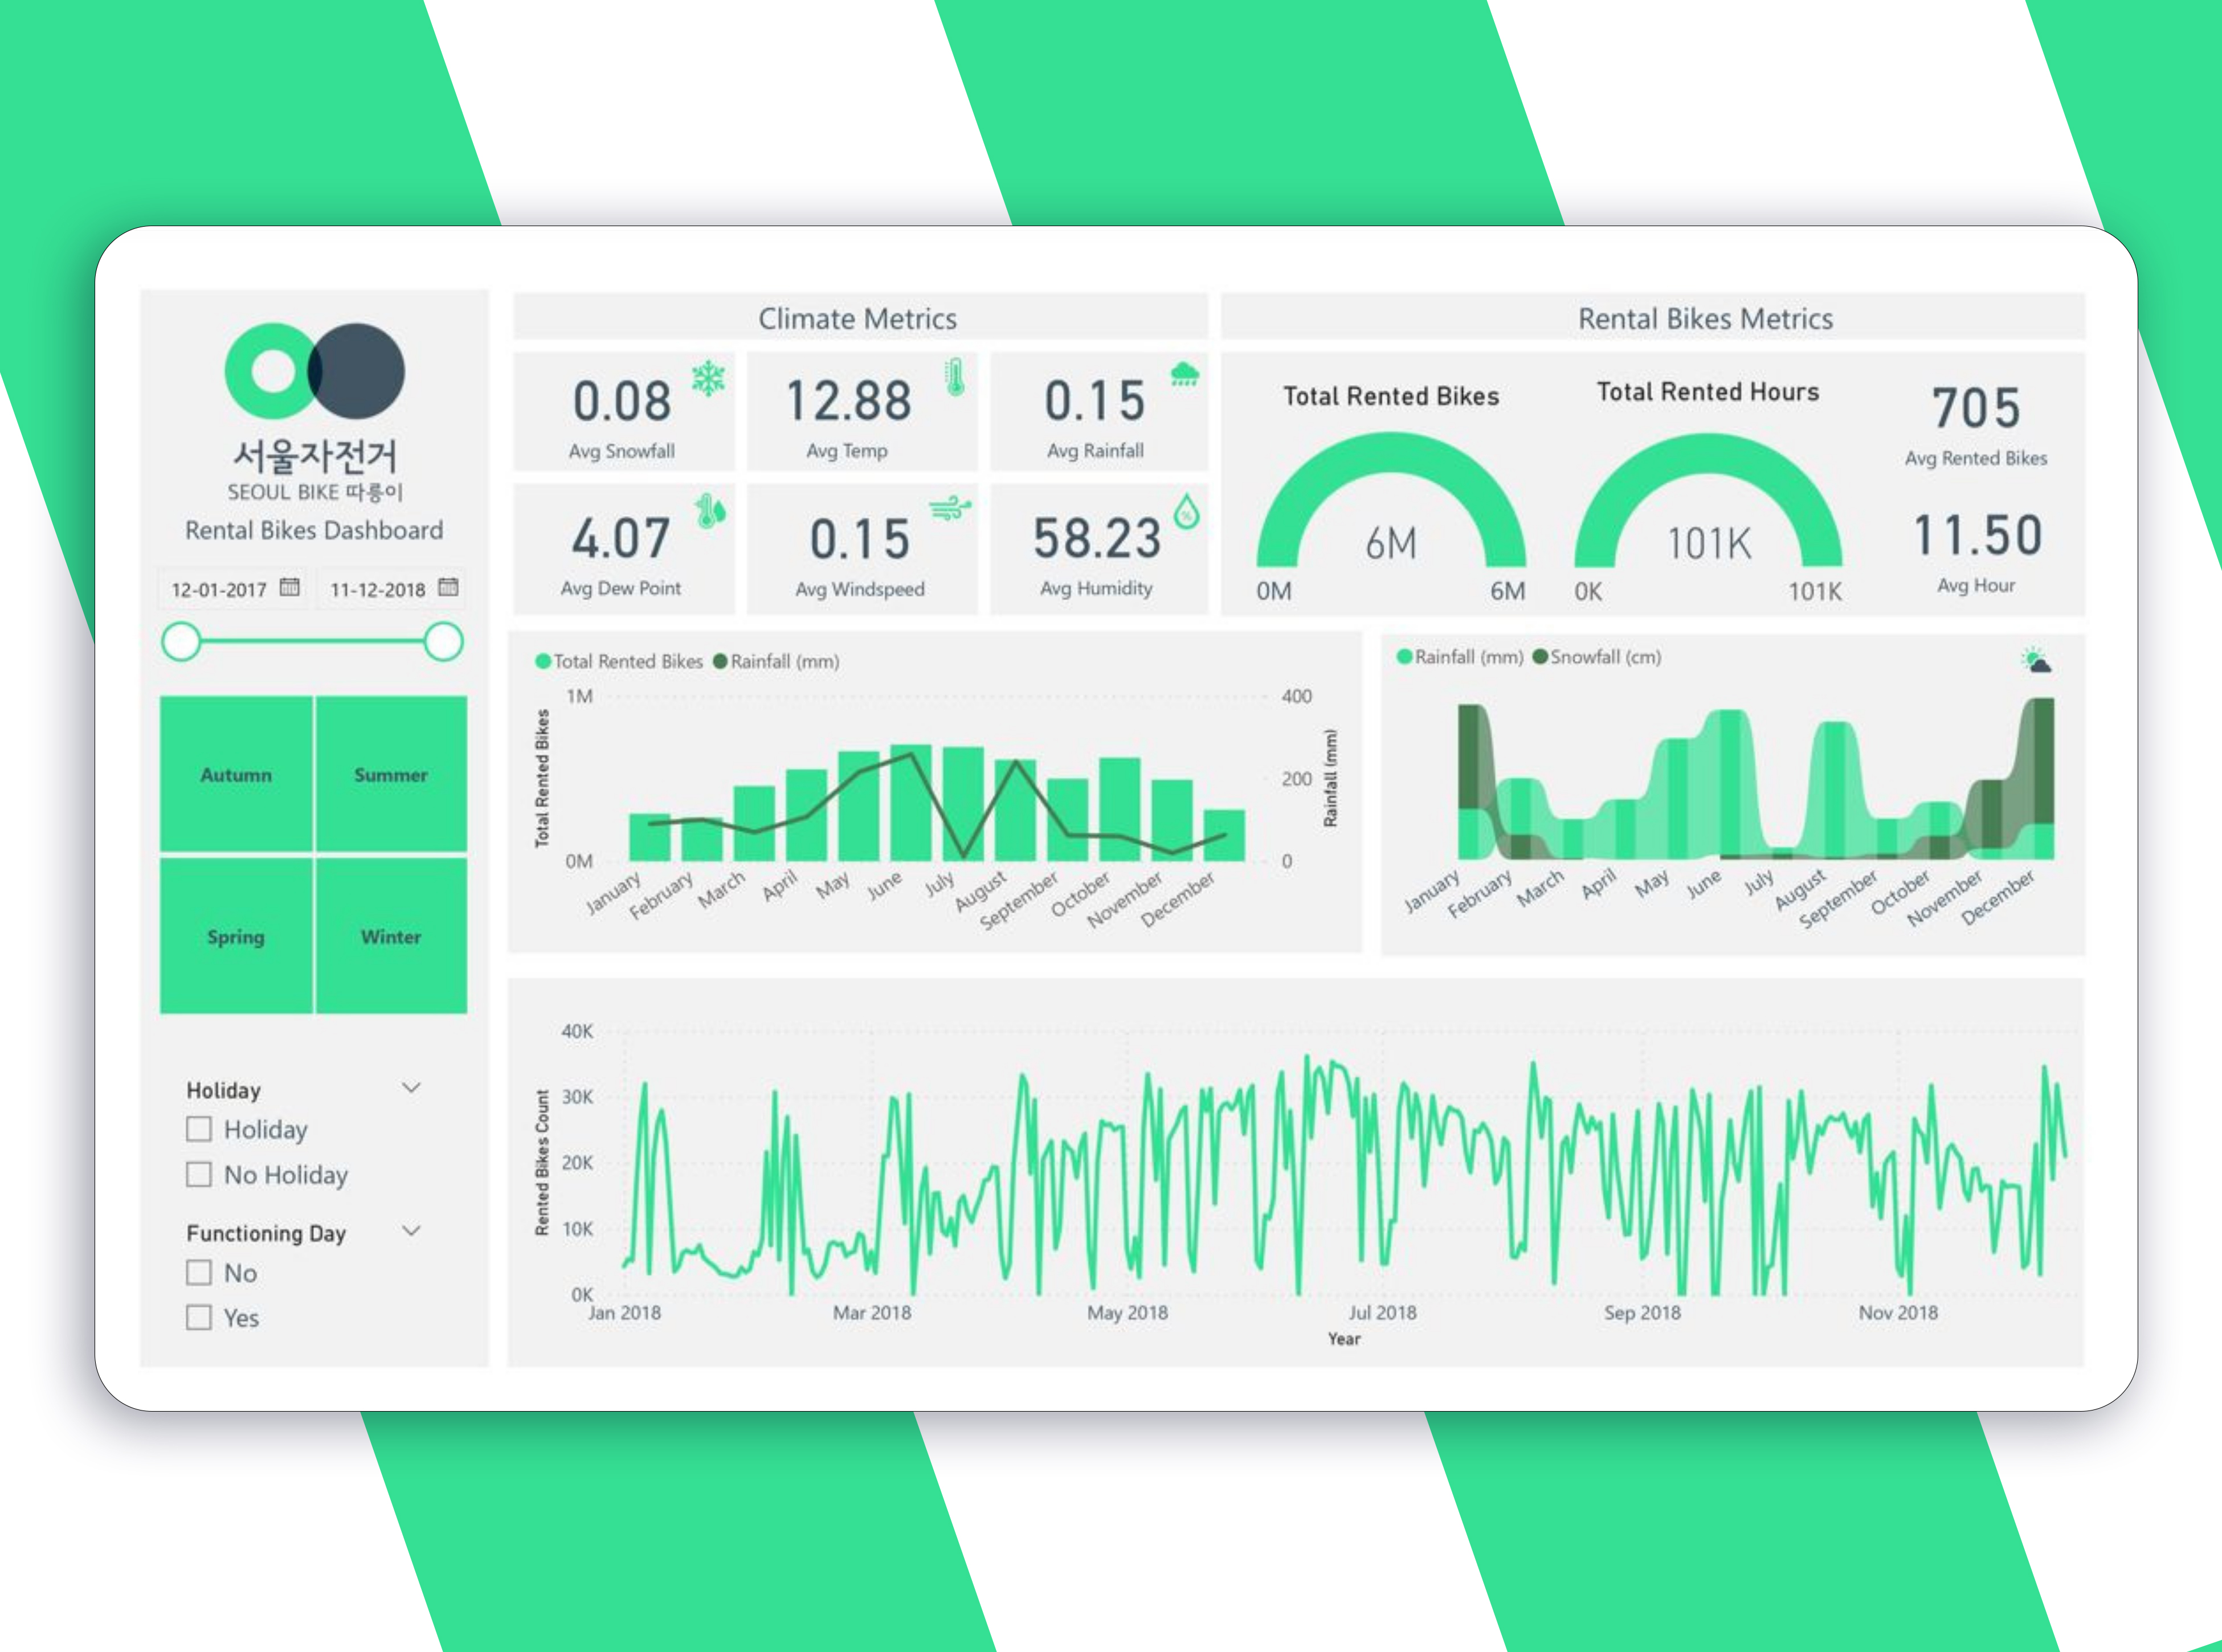 서울자전거
SEOUL BIKE 따릉이
Rental Bikes Dashboard
12-01-2017
11-12-2018
Autumn
Summer
Spring
Winter
Holiday
Holiday
No Holiday
Functioning Day
No
Yes
Climate Metrics
0.08
Avg Snowfall
12.88
Avg Temp
0.15
Avg Rainfall
4.07
Avg Dew Point
0.15
Avg Windspeed
58.23
%
Avg Humidity
Rental Bikes Metrics
Total Rented Bikes
6M
0M
6M
Total Rented Hours
101K
0K
101K
705
Avg Rented Bikes
11.50
Avg Hour
Total Rented Bikes
Rainfall (mm)
Total Rented Bikes
1M
0M
400
200
0
Rainfall (mm)
January
February
March
April
May
June
July
August
September
October
November
December
Rainfall (mm)
Snowfall (cm)
January
February
March
April
May
June
July
August
September
October
November
December
Rented Bikes Count
40K
30K
20K
10K
0K
Jan 2018
Mar 2018
May 2018
Jul 2018
Sep 2018
Nov 2018
Year